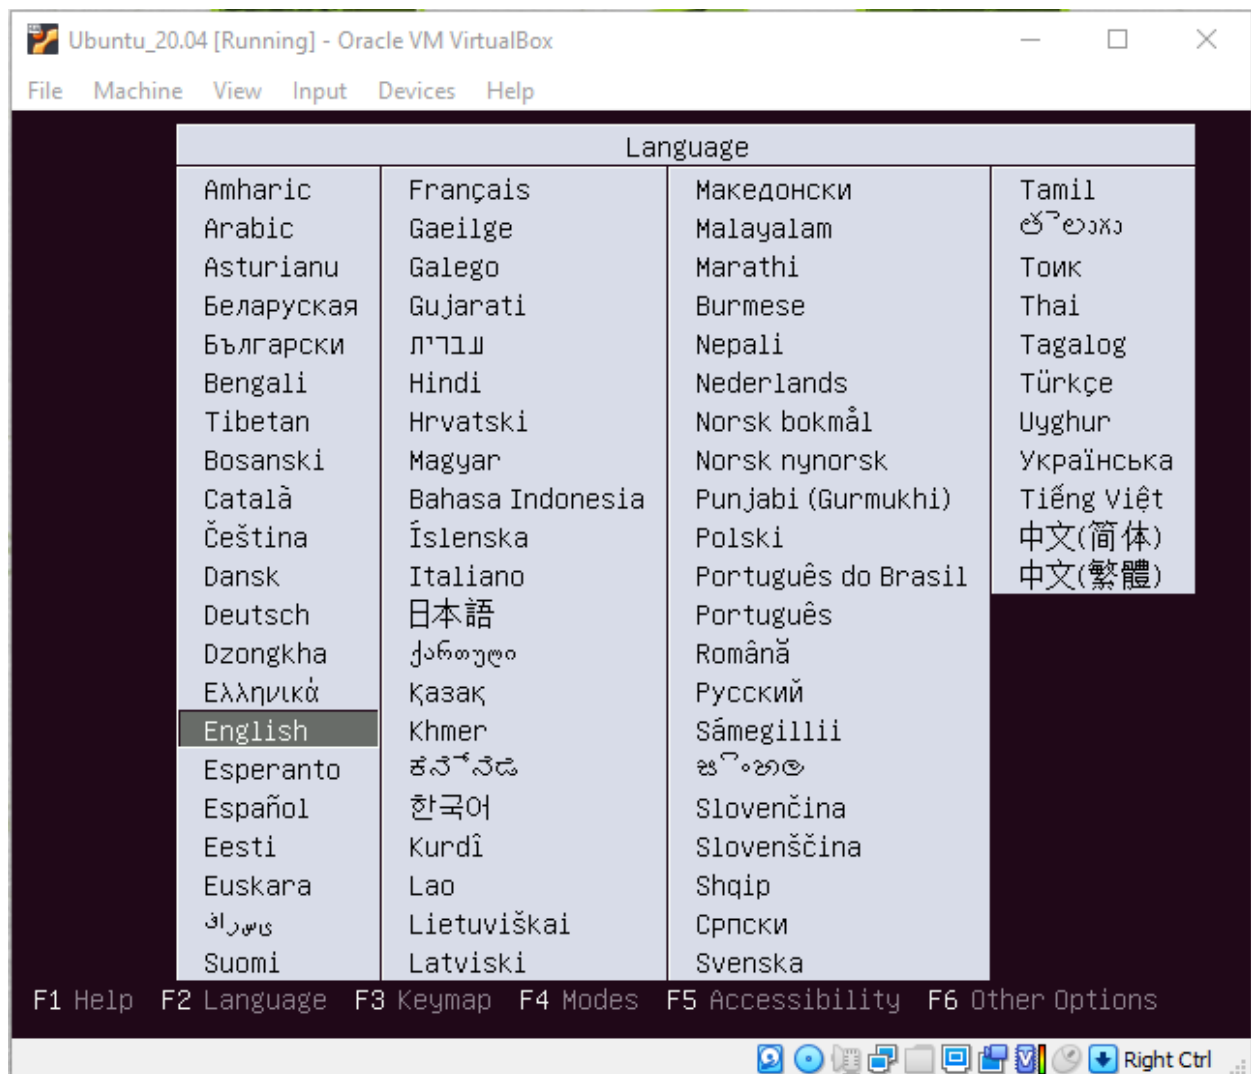 Ubuntu_20.04 [Running] - Oracle VM VirtualBox
File Machine View Input Devices Help
Language
Amharic
Arabic
Asturianu
Беларуская
Български
Bengali
Tibetan
Bosanski
Català
Čeština
Dansk
Deutsch
Dzongkha
Ελληνικά
English
Esperanto
Español
Eesti
Euskara
فارسی
Suomi
Français
Gaeilge
Galego
Gujarati
עברית
Hindi
Hrvatski
Magyar
Bahasa Indonesia
Íslenska
Italiano
日本語
ქართული
Қазақ
Khmer
ಕನ್ನಡ
한국어
Kurdî
Lao
Lietuviškai
Latviski
Македонски
Malayalam
Marathi
Burmese
Nepali
Nederlands
Norsk bokmål
Norsk nynorsk
Punjabi (Gurmukhi)
Polski
Português do Brasil
Português
Română
Русский
Sámegillii
සිංහල
Slovenčina
Slovenščina
Shqip
Српски
Svenska
Tamil
తెలుగు
Тоик
Thai
Tagalog
Türkçe
Uyghur
Українська
Tiếng Việt
中文(简体)
中文(繁體)
F1 Help F2 Language F3 Keymap F4 Modes F5 Accessibility F6 Other Options
Right Ctrl